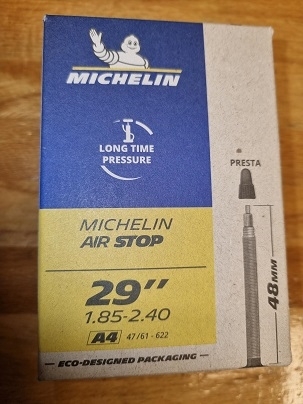 MICHELIN
LONG TIME
PRESSURE
PRESTA
MICHELIN
AIR STOP
29"
1.85-2.40
A4 47/61 - 622
48 MM
ECO-DESIGNED PACKAGING